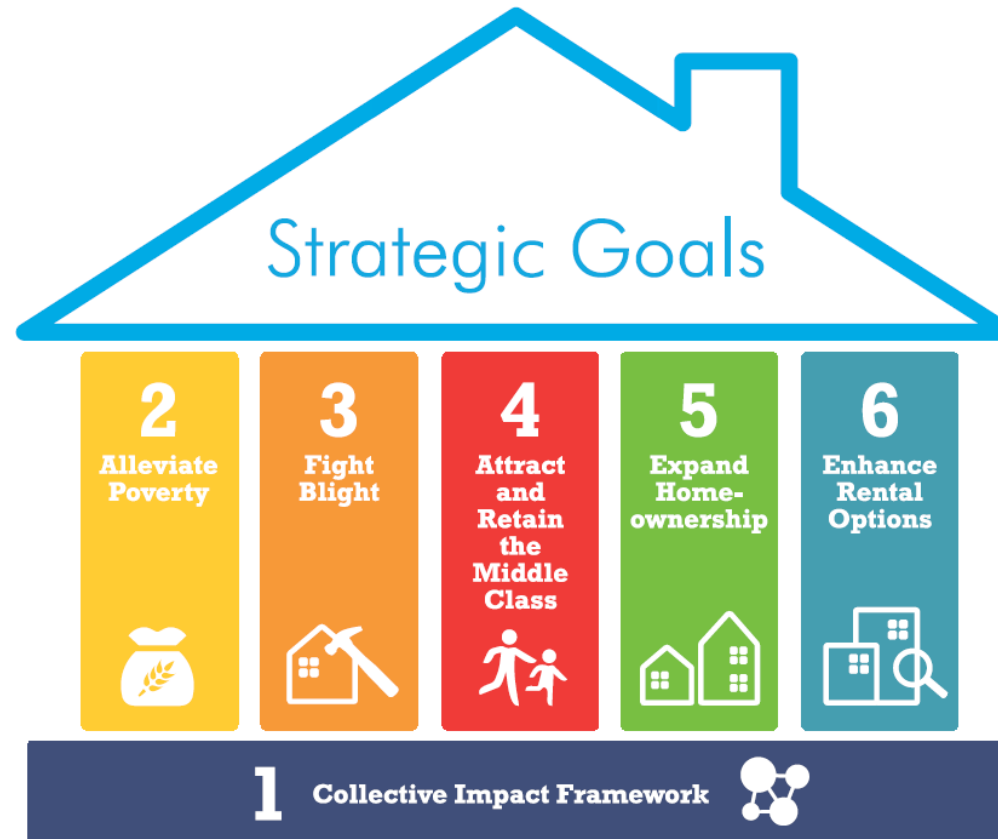 Strategic Goals
2
Alleviate
Poverty
3
Fight
Blight
4
Attract
and
Retain
the
Middle
Class
5
Expand
Home-
ownership
6
Enhance
Rental
Options
1 Collective Impact Framework